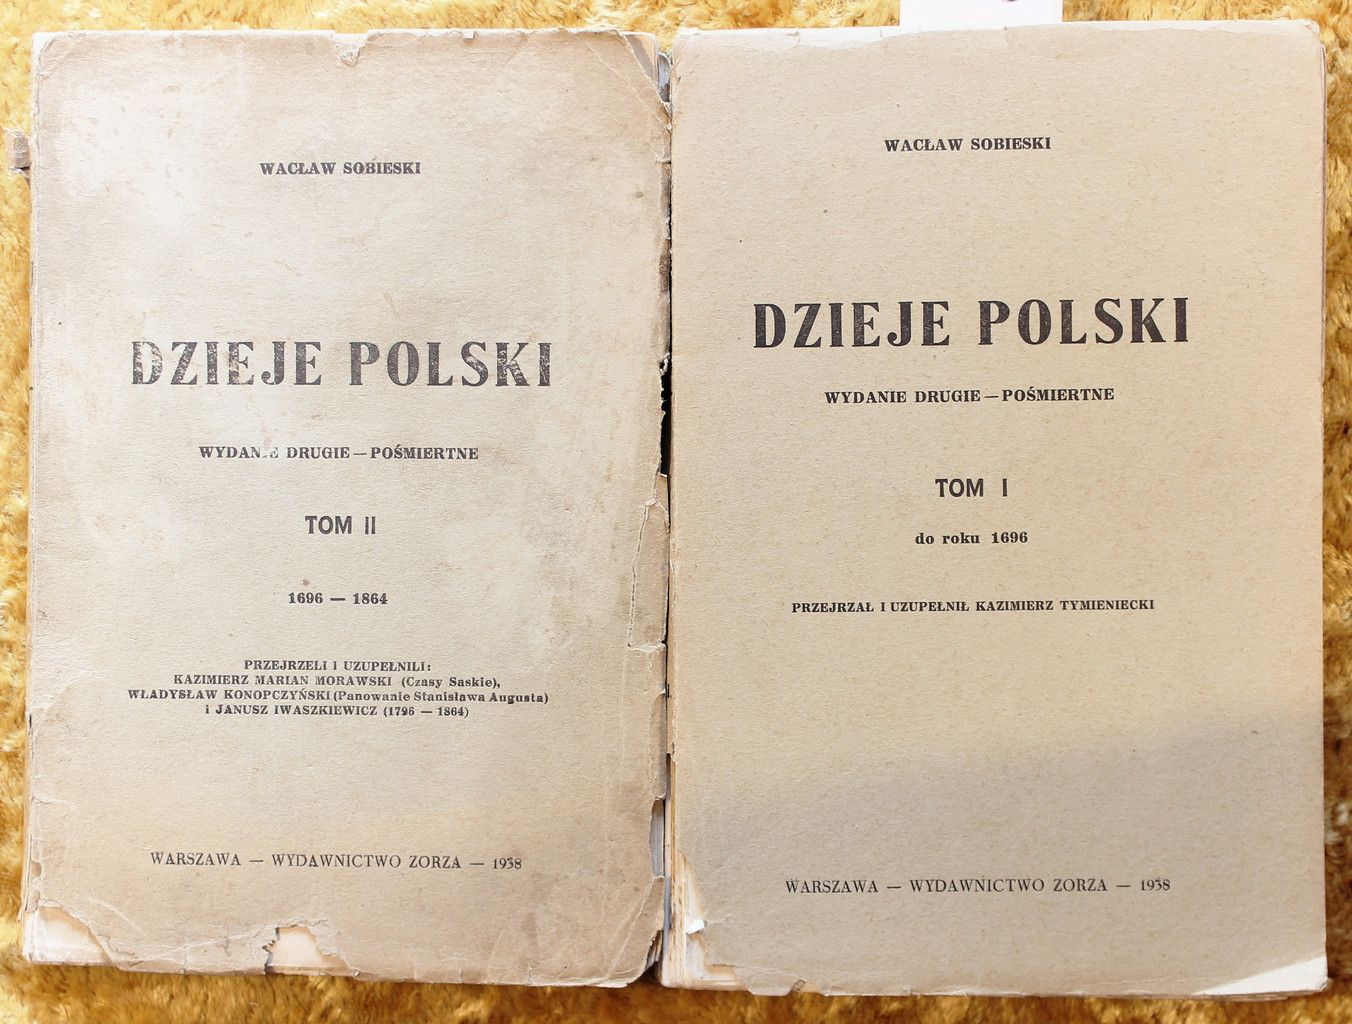 WACŁAW SOBIESKI
DZIEJE POLSKI
WYDANIE DRUGIE — POŚMIERTNE
TOM II
1696 — 1864
PRZEJRZELI I UZUPEŁNILI:
KAZIMIERZ MARIAN MORAWSKI (Czasy Saskie),
WŁADYSŁAW KONOPCZYŃSKI (Panowanie Stanisława Augusta)
i JANUSZ IWASZKIEWICZ (1796 — 1864)
WARSZAWA — WYDAWNICTWO ZORZA — 1938
WACŁAW SOBIESKI
DZIEJE POLSKI
WYDANIE DRUGIE — POŚMIERTNE
TOM I
do roku 1696
PRZEJRZAŁ I UZUPEŁNIŁ KAZIMIERZ TYMIENIECKI
WARSZAWA — WYDAWNICTWO ZORZA — 1938